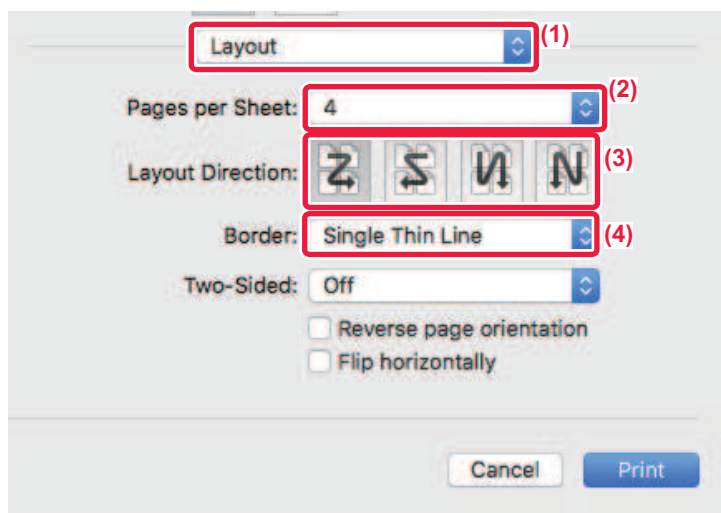 Layout (1)
Pages per Sheet: 4 (2)
Layout Direction: (3)
Border: Single Thin Line (4)
Two-Sided: Off
Reverse page orientation
Flip horizontally
Cancel Print